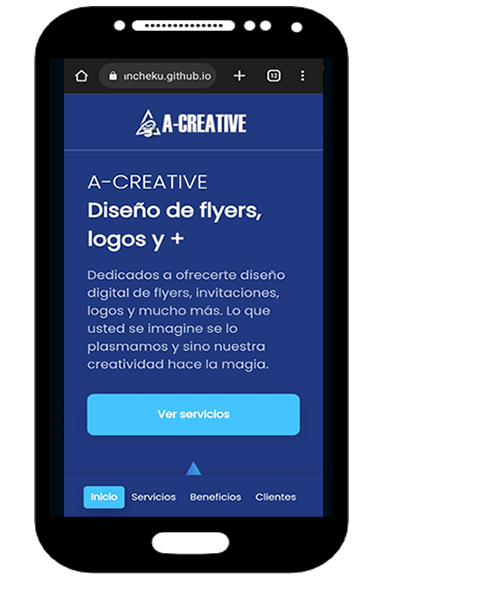 incheku.github.io
12
A-CREATIVE
A-CREATIVE
Diseño de flyers,
logos y +
Dedicados a ofrecerte diseño
digital de flyers, invitaciones,
logos y mucho más. Lo que
usted se imagine se lo
plasmamos y sino nuestra
creatividad hace la magia.
Ver servicios
Inicio Servicios Beneficios Clientes